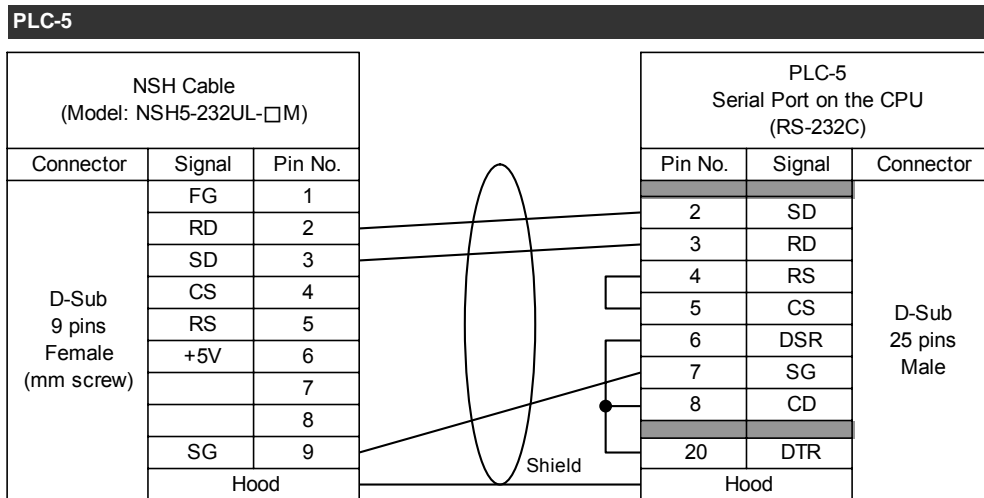 PLC-5
NSH Cable
(Model: NSH5-232UL-□M)
PLC-5
Serial Port on the CPU
(RS-232C)
Connector Signal Pin No. Pin No. Signal Connector
FG 1
RD 2 2 SD
SD 3 3 RD
CS 4 4 RS
RS 5 5 CS
+5V 6 6 DSR
7 7 SG
8 8 CD
SG 9 20 DTR
D-Sub
9 pins
Female
(mm screw)
D-Sub
25 pins
Male
Shield
Hood Hood